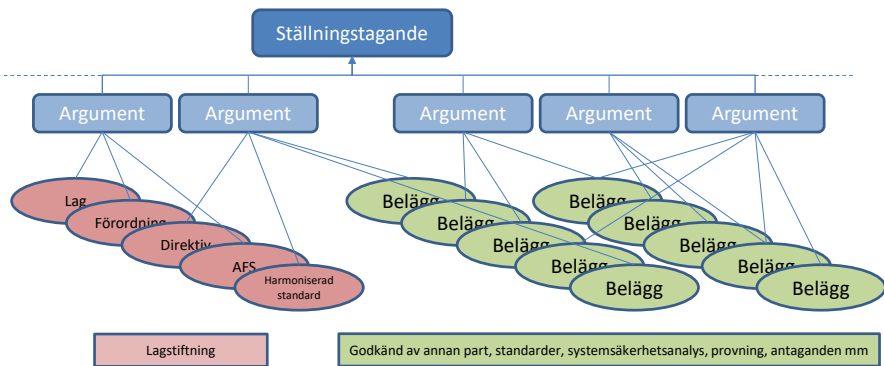 Ställningstagande
Argument
Argument
Argument
Argument
Argument
Lag
Förordning
Direktiv
AFS
Harmoniserad
standard
Belägg
Belägg
Belägg
Belägg
Belägg
Belägg
Belägg
Belägg
Belägg
Belägg
Lagstiftning
Godkänd av annan part, standarder, systemsäkerhetsanalys, provning, antaganden mm